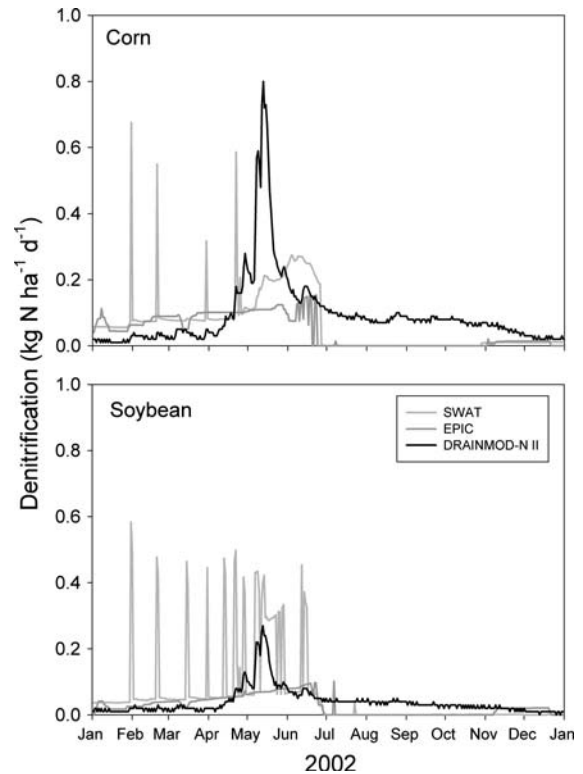 Corn
1.0
0.8
0.6
0.4
0.2
0.0
Denitrification (kg N ha⁻¹ d⁻¹)
Soybean
SWAT
EPIC
DRAINMOD-N II
1.0
0.8
0.6
0.4
0.2
0.0
Jan Feb Mar Apr May Jun Jul Aug Sep Oct Nov Dec Jan
2002